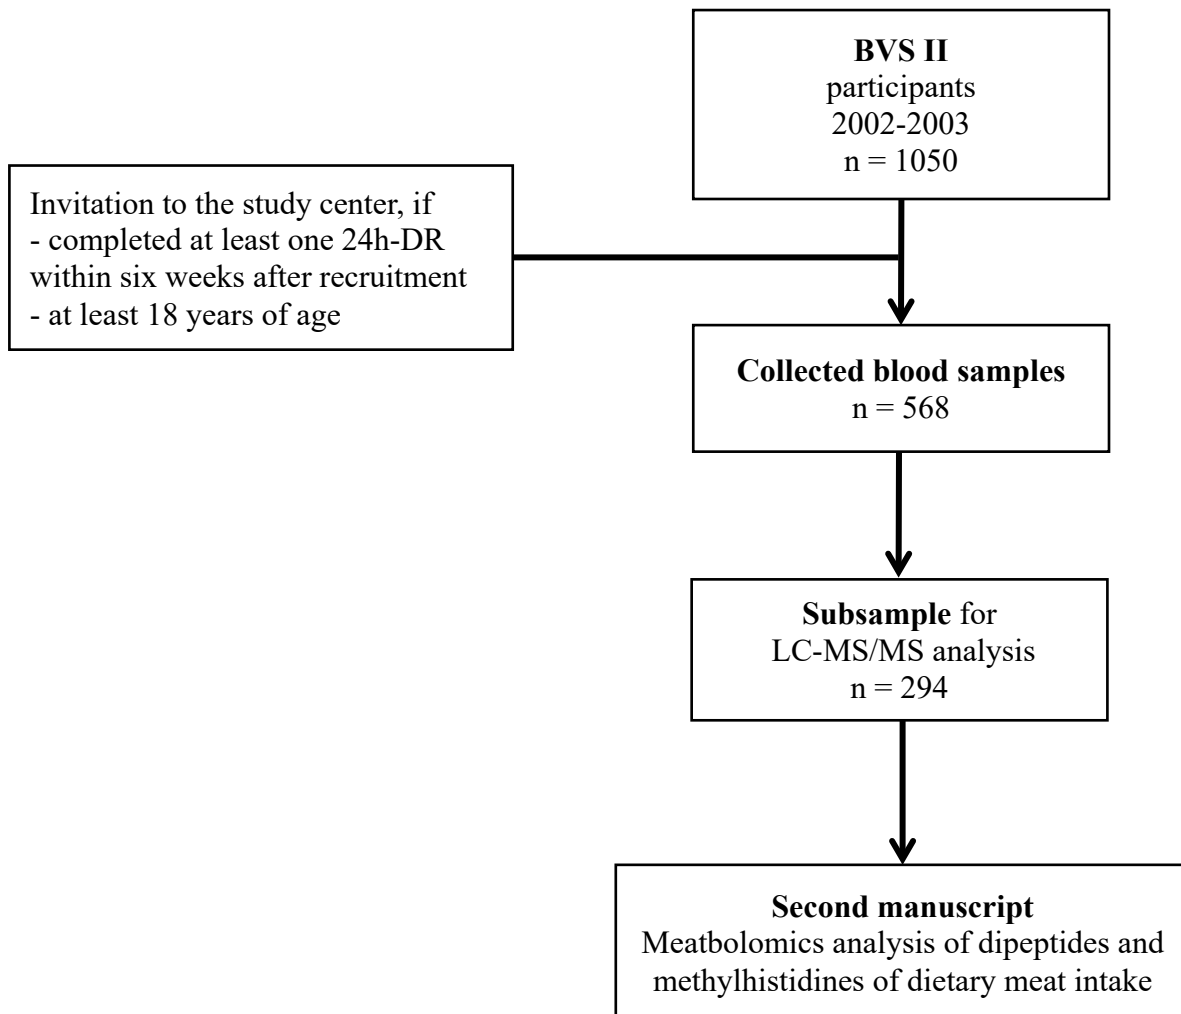 BVS II
participants
2002-2003
n = 1050
Invitation to the study center, if
- completed at least one 24h-DR
within six weeks after recruitment
- at least 18 years of age
Collected blood samples
n = 568
Subsample for
LC-MS/MS analysis
n = 294
Second manuscript
Meatbolomics analysis of dipeptides and
methylhistidines of dietary meat intake